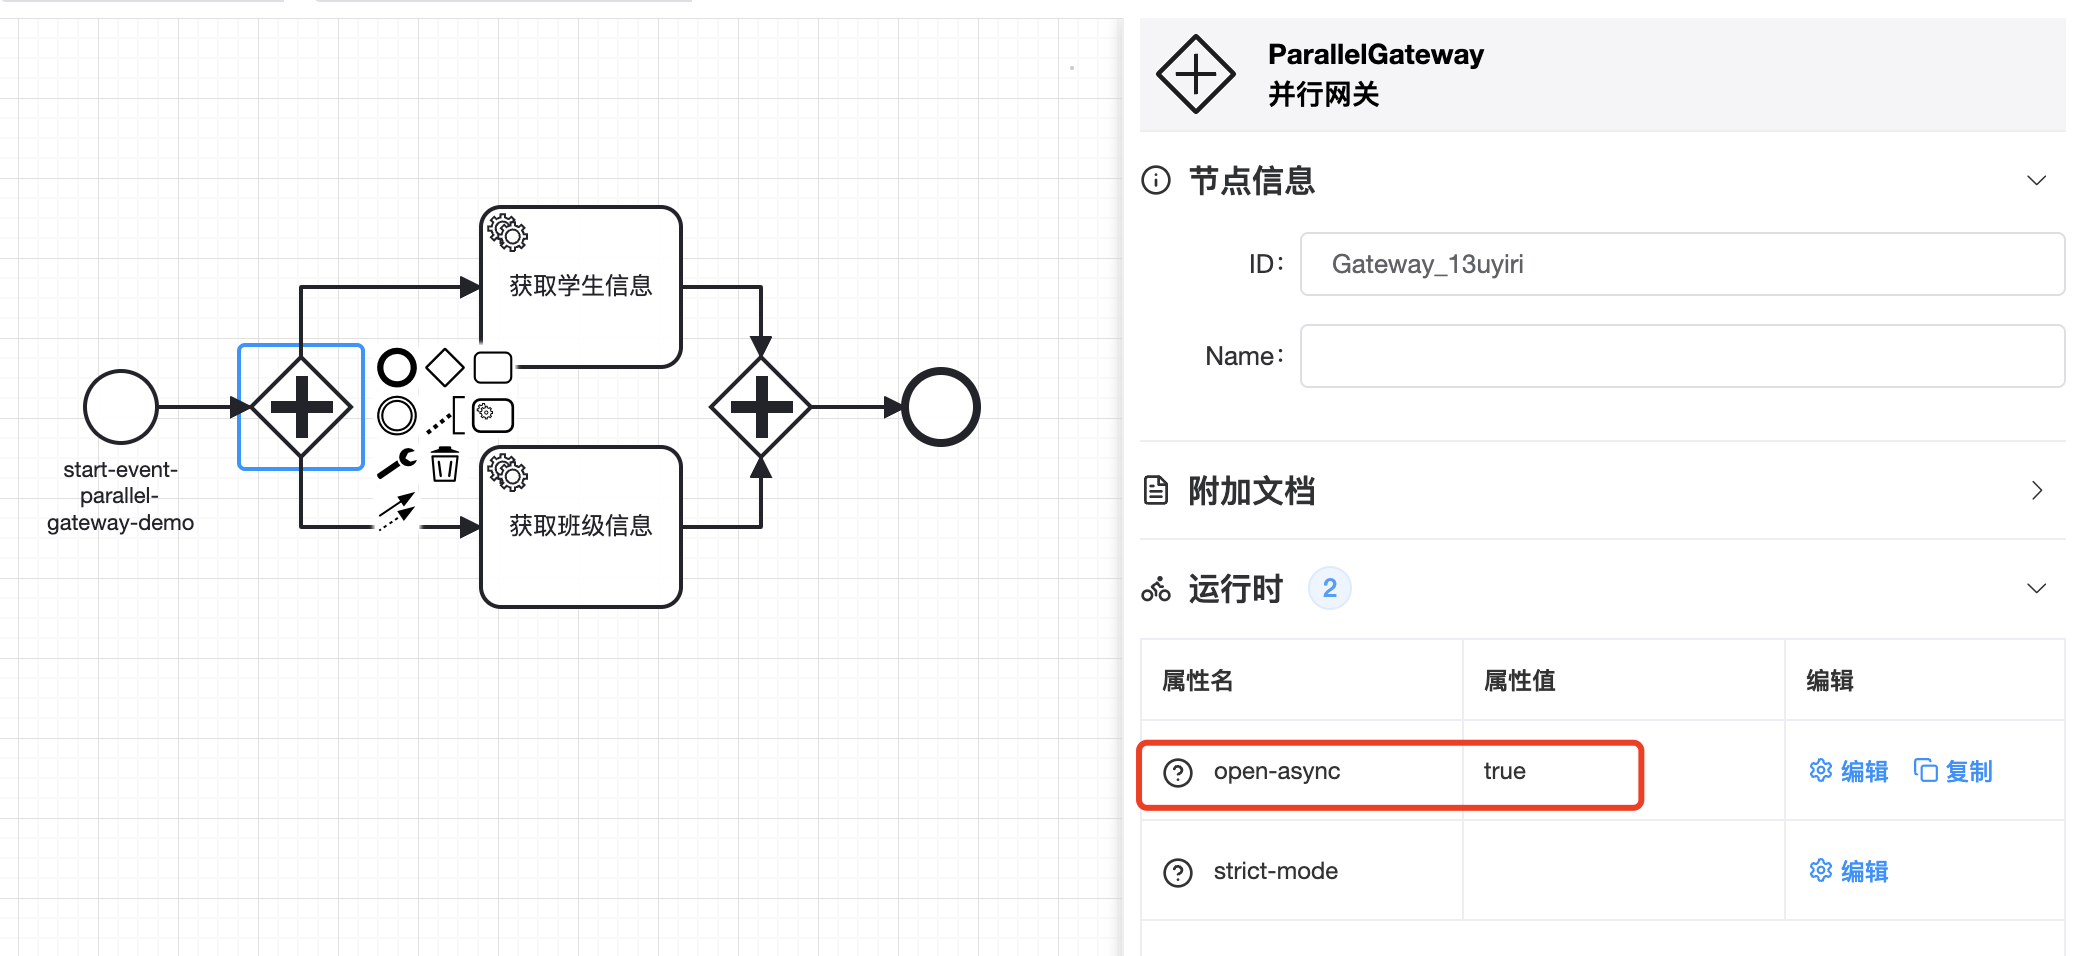 获取学生信息
start-event-
parallel-
gateway-demo
获取班级信息
ParallelGateway
并行网关
节点信息
ID：
Gateway_13uyiri
Name：
附加文档
运行时 2
属性名 属性值 编辑
open-async true 编辑 复制
strict-mode 编辑